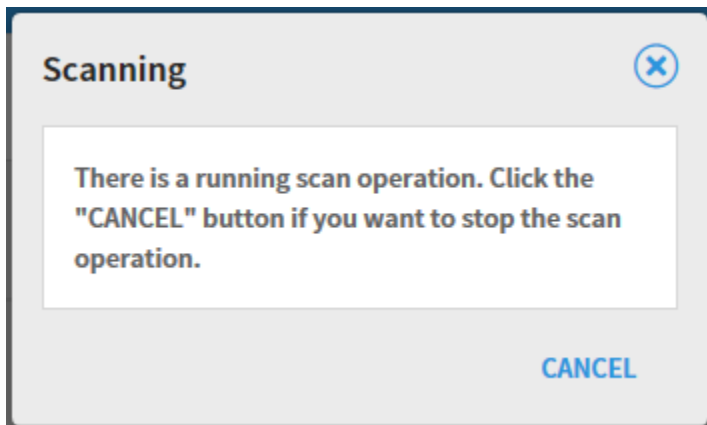 Scanning
There is a running scan operation. Click the
"CANCEL" button if you want to stop the scan
operation.
CANCEL